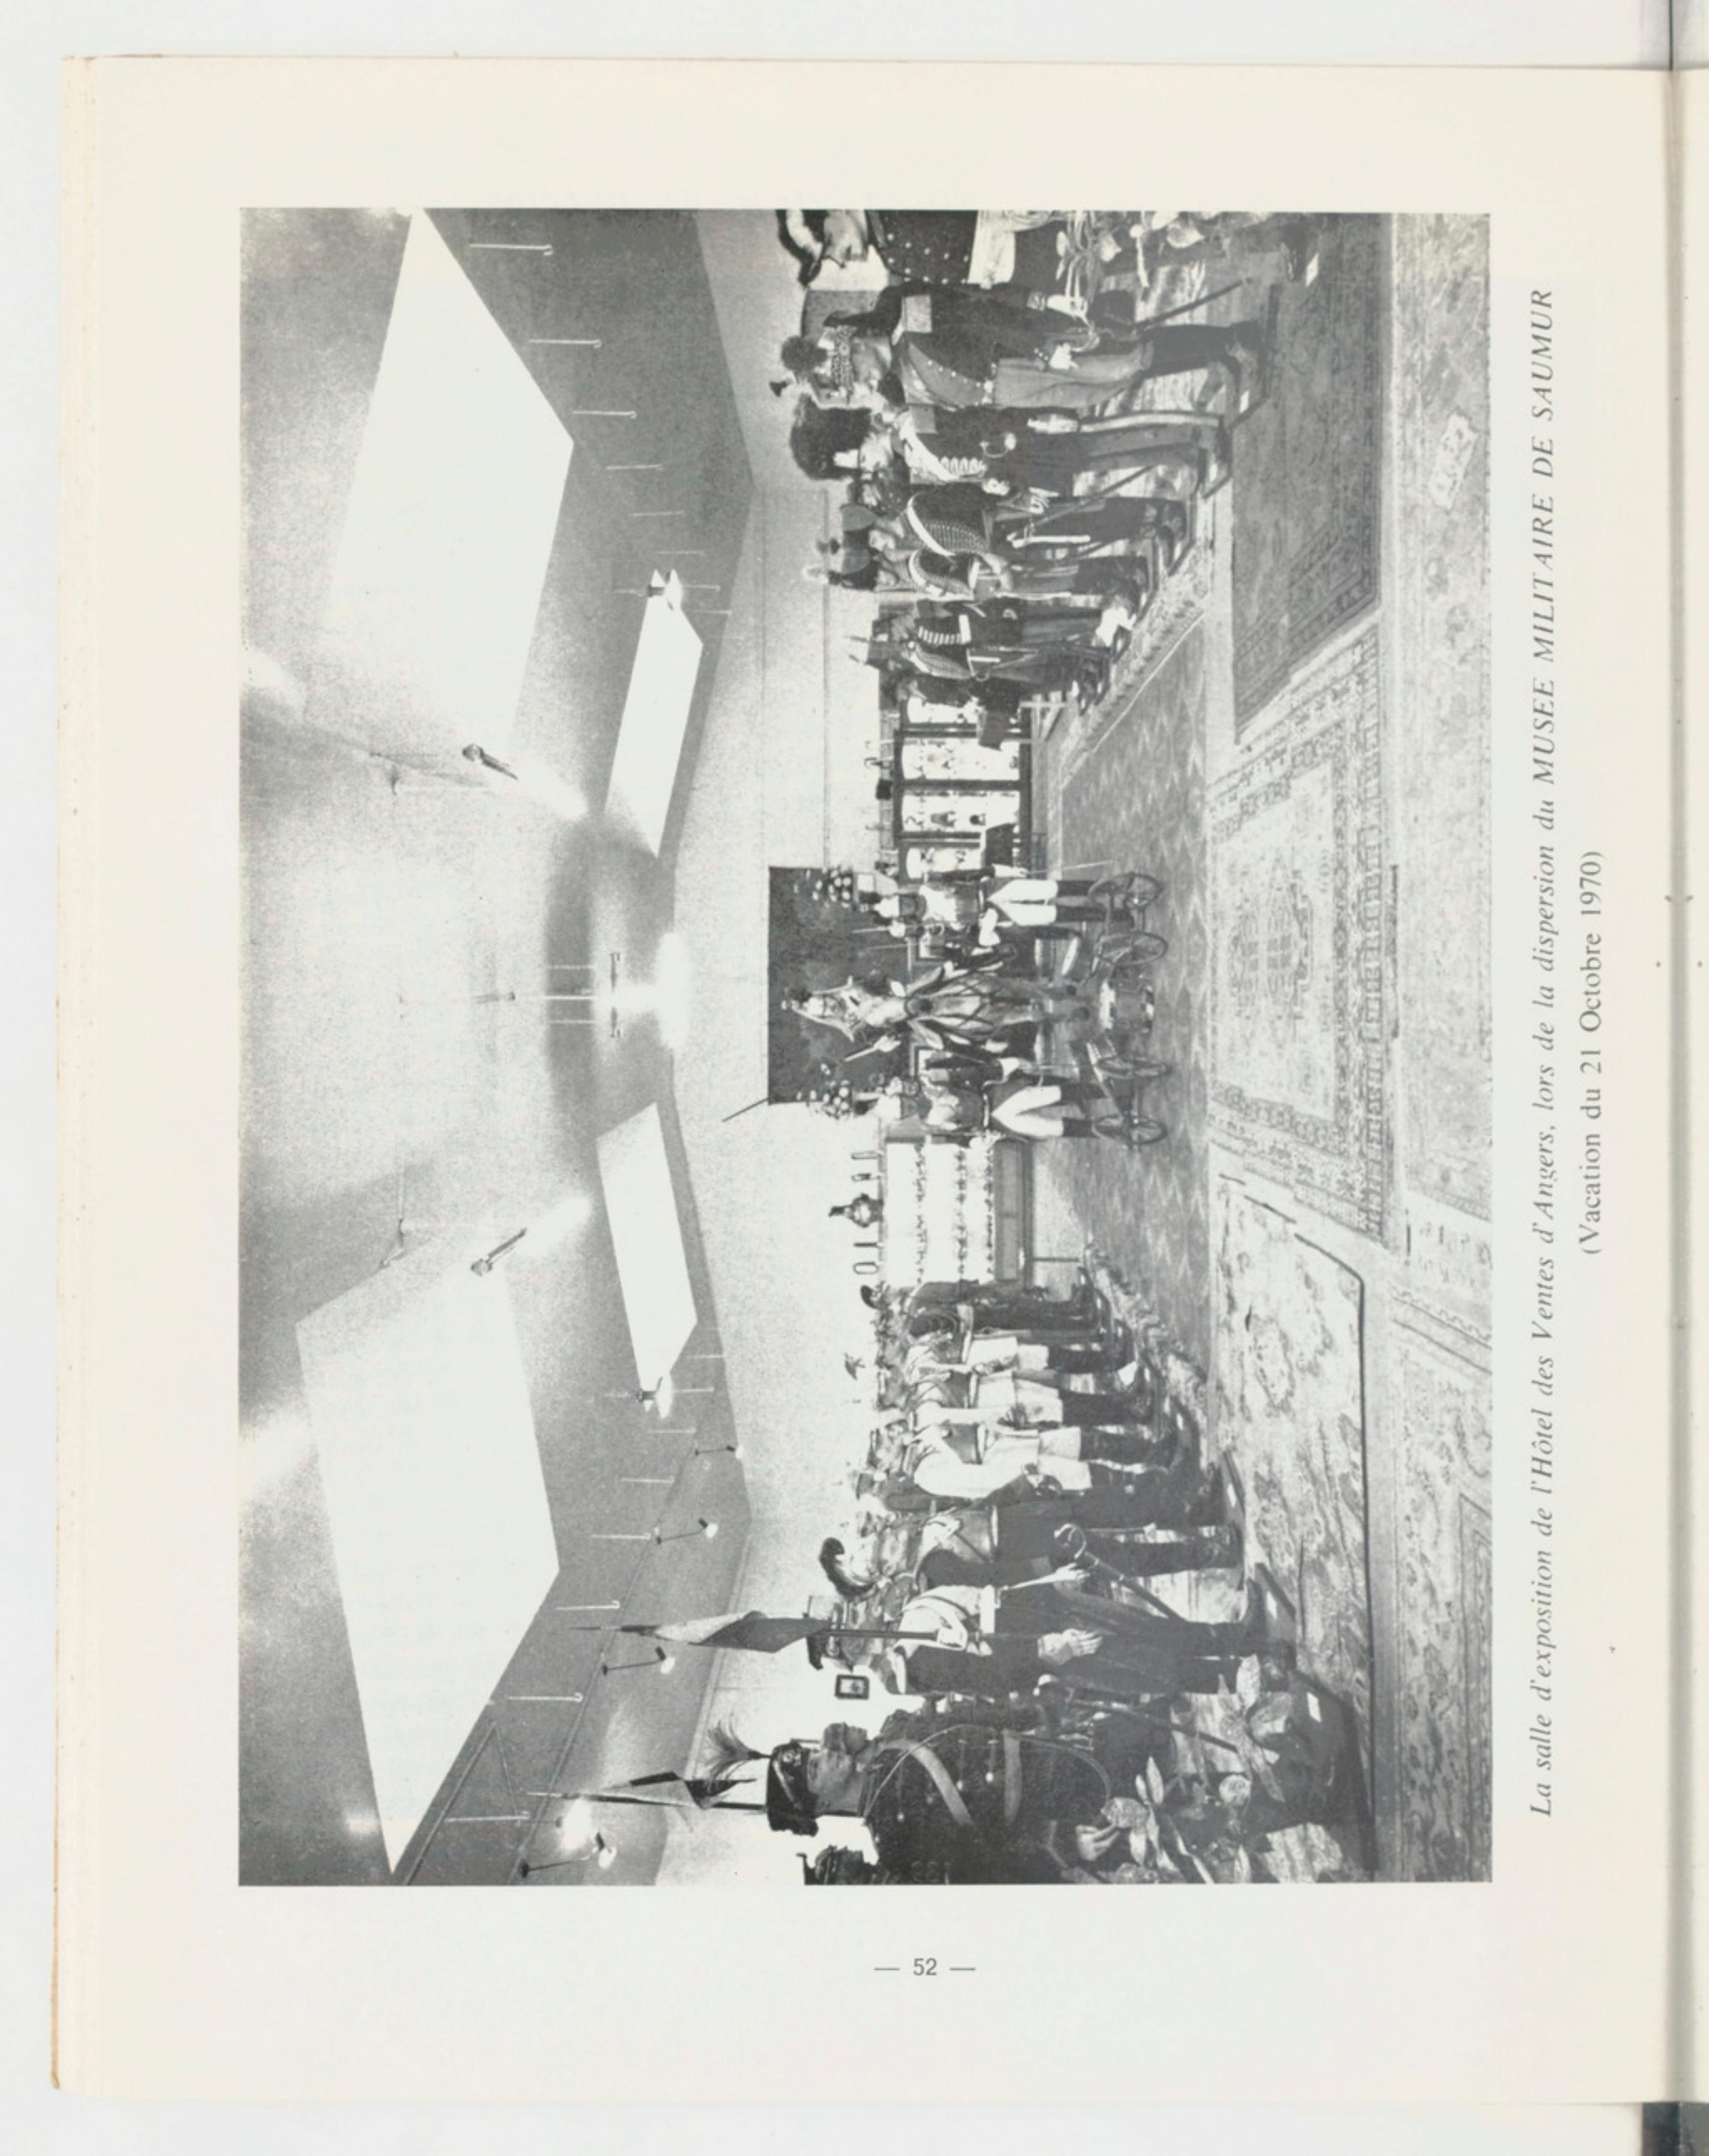 La salle d'exposition de l'Hôtel des Ventes d'Angers, lors de la dispersion du MUSEE MILITAIRE DE SAUMUR
(Vacation du 21 Octobre 1970)
— 52 —